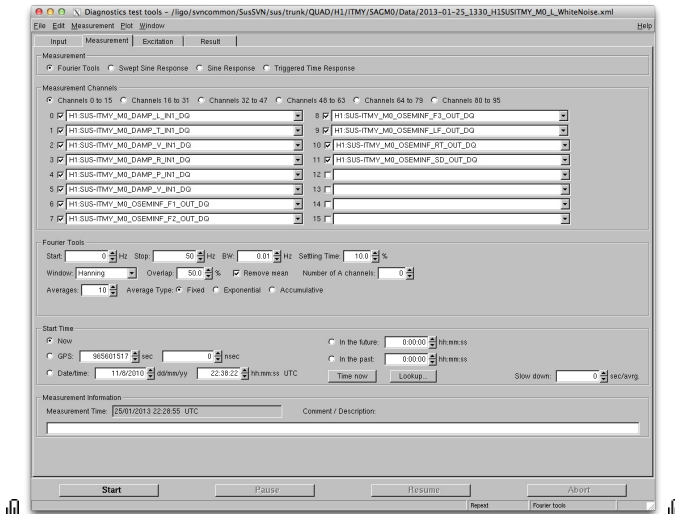 Diagnostics test tools - /ligo/svncommon/SusSVN/sus/trunk/QUAD/H1/ITMY/SAGM0/Data/2013-01-25_1330_H1SUSITMY_M0_L_WhiteNoise.xml
File Edit Measurement Plot Window Help
Input Measurement Excitation Result
Measurement
Fourier Tools Swept Sine Response Sine Response Triggered Time Response
Measurement Channels
Channels 0 to 15 Channels 16 to 31 Channels 32 to 47 Channels 48 to 63 Channels 64 to 79 Channels 80 to 95
0 H1:SUS-ITMY_M0_DAMP_L_IN1_DQ 8 H1:SUS-ITMY_M0_OSEMINF_F3_OUT_DQ
1 H1:SUS-ITMY_M0_DAMP_T_IN1_DQ 9 H1:SUS-ITMY_M0_OSEMINF_LF_OUT_DQ
2 H1:SUS-ITMY_M0_DAMP_V_IN1_DQ 10 H1:SUS-ITMY_M0_OSEMINF_RT_OUT_DQ
3 H1:SUS-ITMY_M0_DAMP_R_IN1_DQ 11 H1:SUS-ITMY_M0_OSEMINF_SD_OUT_DQ
4 H1:SUS-ITMY_M0_DAMP_P_IN1_DQ 12
5 H1:SUS-ITMY_M0_DAMP_Y_IN1_DQ 13
6 H1:SUS-ITMY_M0_OSEMINF_F1_OUT_DQ 14
7 H1:SUS-ITMY_M0_OSEMINF_F2_OUT_DQ 15
Fourier Tools
Start: 0 Hz Stop: 50 Hz BW: 0.01 Hz Settling Time: 10.0 %
Window: Hanning Overlap: 50.0 % Remove mean Number of A channels: 0
Averages: 10 Average Type: Fixed Exponential Accumulative
Start Time
Now In the future: 0:00:00 hh:mm:ss
GPS: 965601517 sec 0 nsec In the past: 0:00:00 hh:mm:ss
Date/time: 11/8/2010 dd/mm/yy 22:38:22 hh:mm:ss UTC Time now Lookup... Slow down: 0 sec/avrg.
Measurement Information
Measurement Time: 25/01/2013 22:28:55 UTC Comment / Description:
Start Pause Resume Abort
Repeat Fourier tools